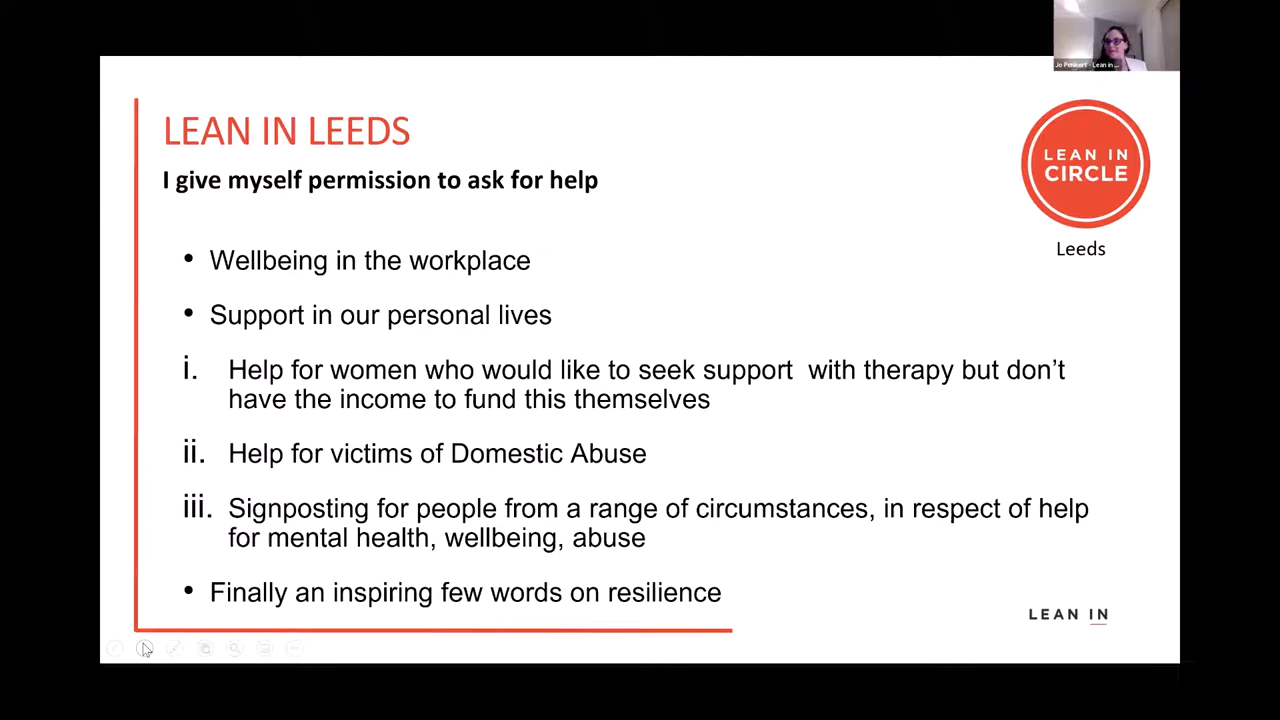 Jo Penkert - Lean in ...
LEAN IN LEEDS
I give myself permission to ask for help
LEAN IN
CIRCLE
Leeds
• Wellbeing in the workplace
• Support in our personal lives
i. Help for women who would like to seek support  with therapy but don’t
have the income to fund this themselves
ii. Help for victims of Domestic Abuse
iii. Signposting for people from a range of circumstances, in respect of help
for mental health, wellbeing, abuse
• Finally an inspiring few words on resilience
LEAN IN